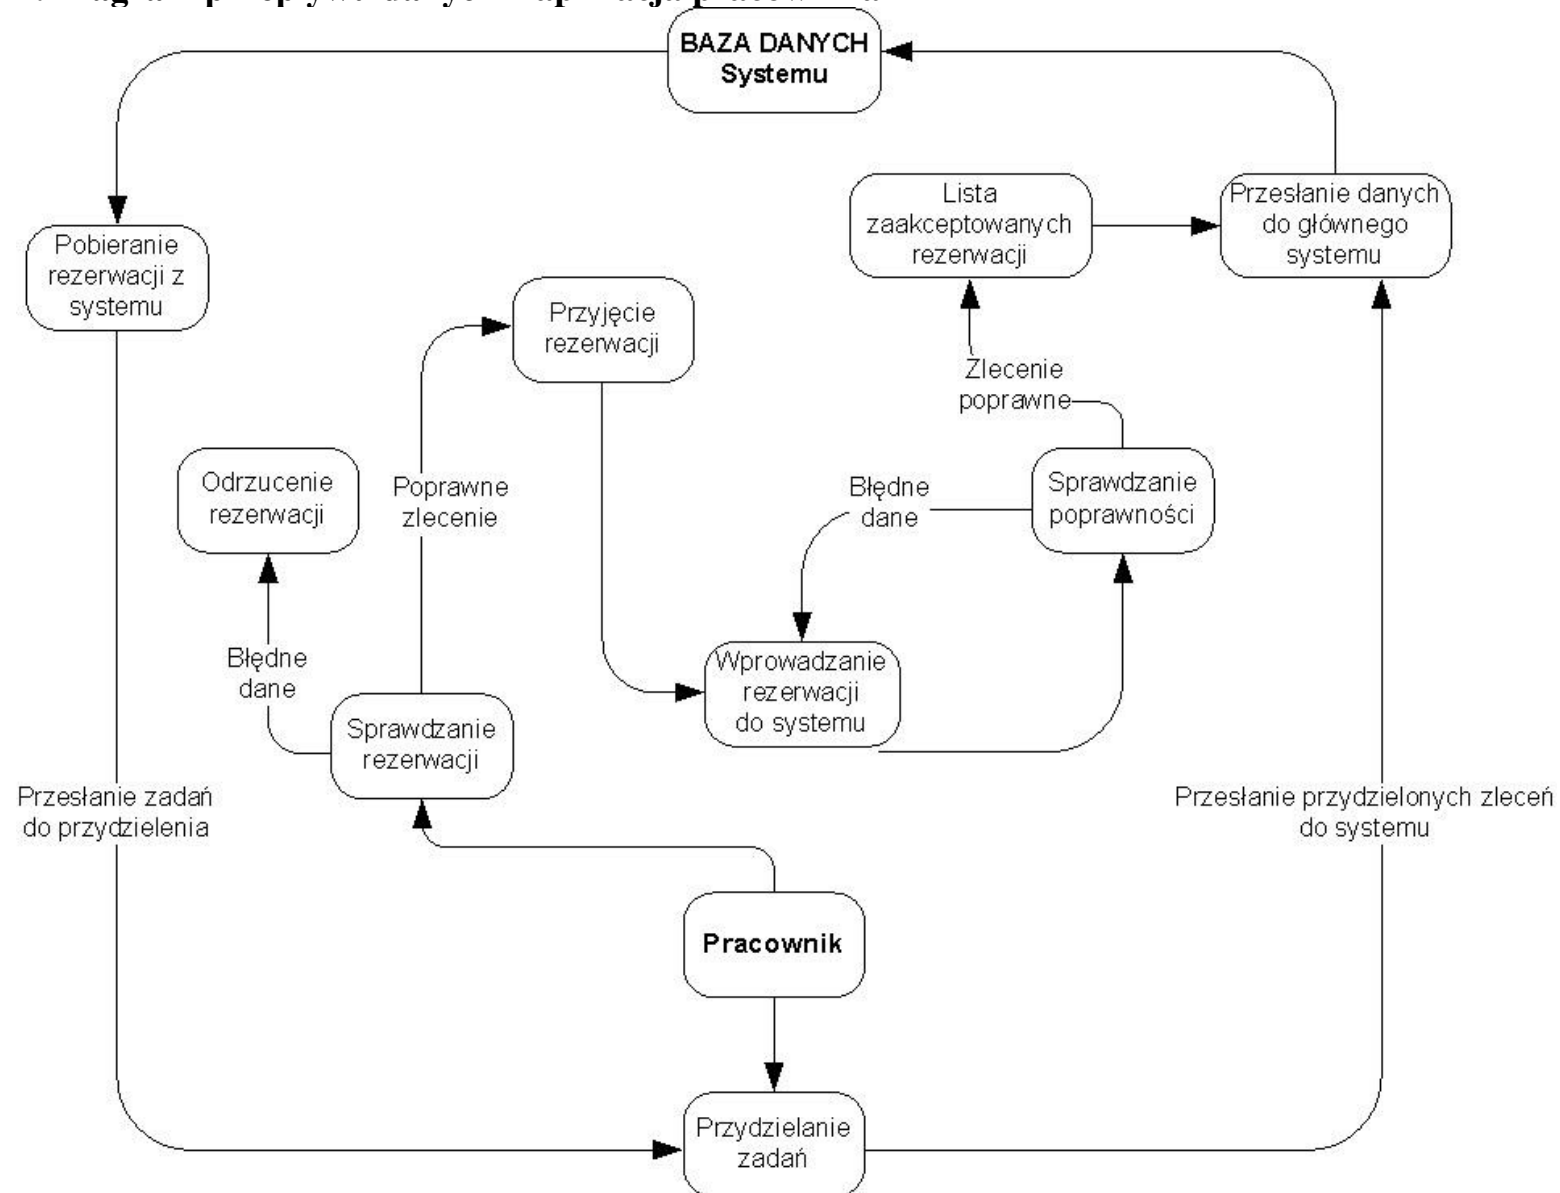 BAZA DANYCH
Systemu
Lista
zaakceptowanych
rezerwacji
Przesłanie danych
do głównego
systemu
Pobieranie
rezerwacji z
systemu
Przyjęcie
rezerwacji
Zlecenie
poprawne
Odrzucenie
rezerwacji
Poprawne
zlecenie
Błędne
dane
Sprawdzanie
poprawności
Błędne
dane
Wprowadzanie
rezerwacji
do systemu
Sprawdzanie
rezerwacji
Przesłanie zadań
do przydzielenia
Przesłanie przydzielonych zleceń
do systemu
Pracownik
Przydzielanie
zadań